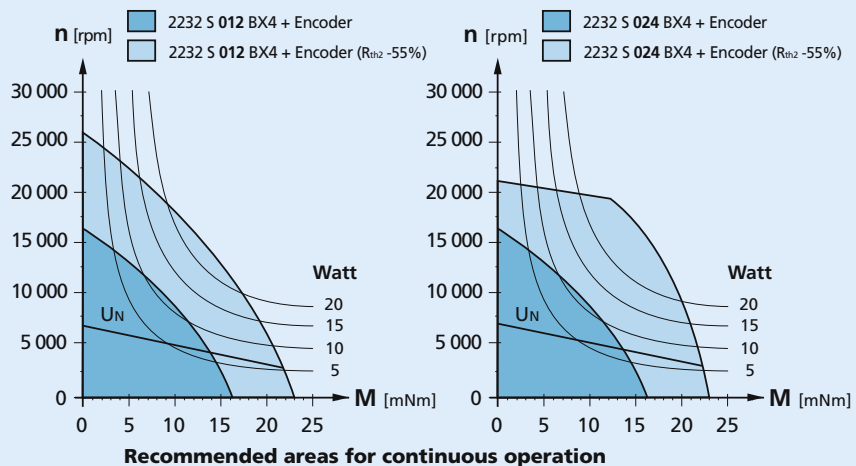 2232 S 012 BX4 + Encoder
2232 S 012 BX4 + Encoder (Rth2 -55%)
n [rpm]
30 000
25 000
20 000
15 000
10 000
5 000
0
UN
Watt
20
15
10
5
0 5 10 15 20 25
M [mNm]
2232 S 024 BX4 + Encoder
2232 S 024 BX4 + Encoder (Rth2 -55%)
n [rpm]
30 000
25 000
20 000
15 000
10 000
5 000
0
UN
Watt
20
15
10
5
0 5 10 15 20 25
M [mNm]
Recommended areas for continuous operation